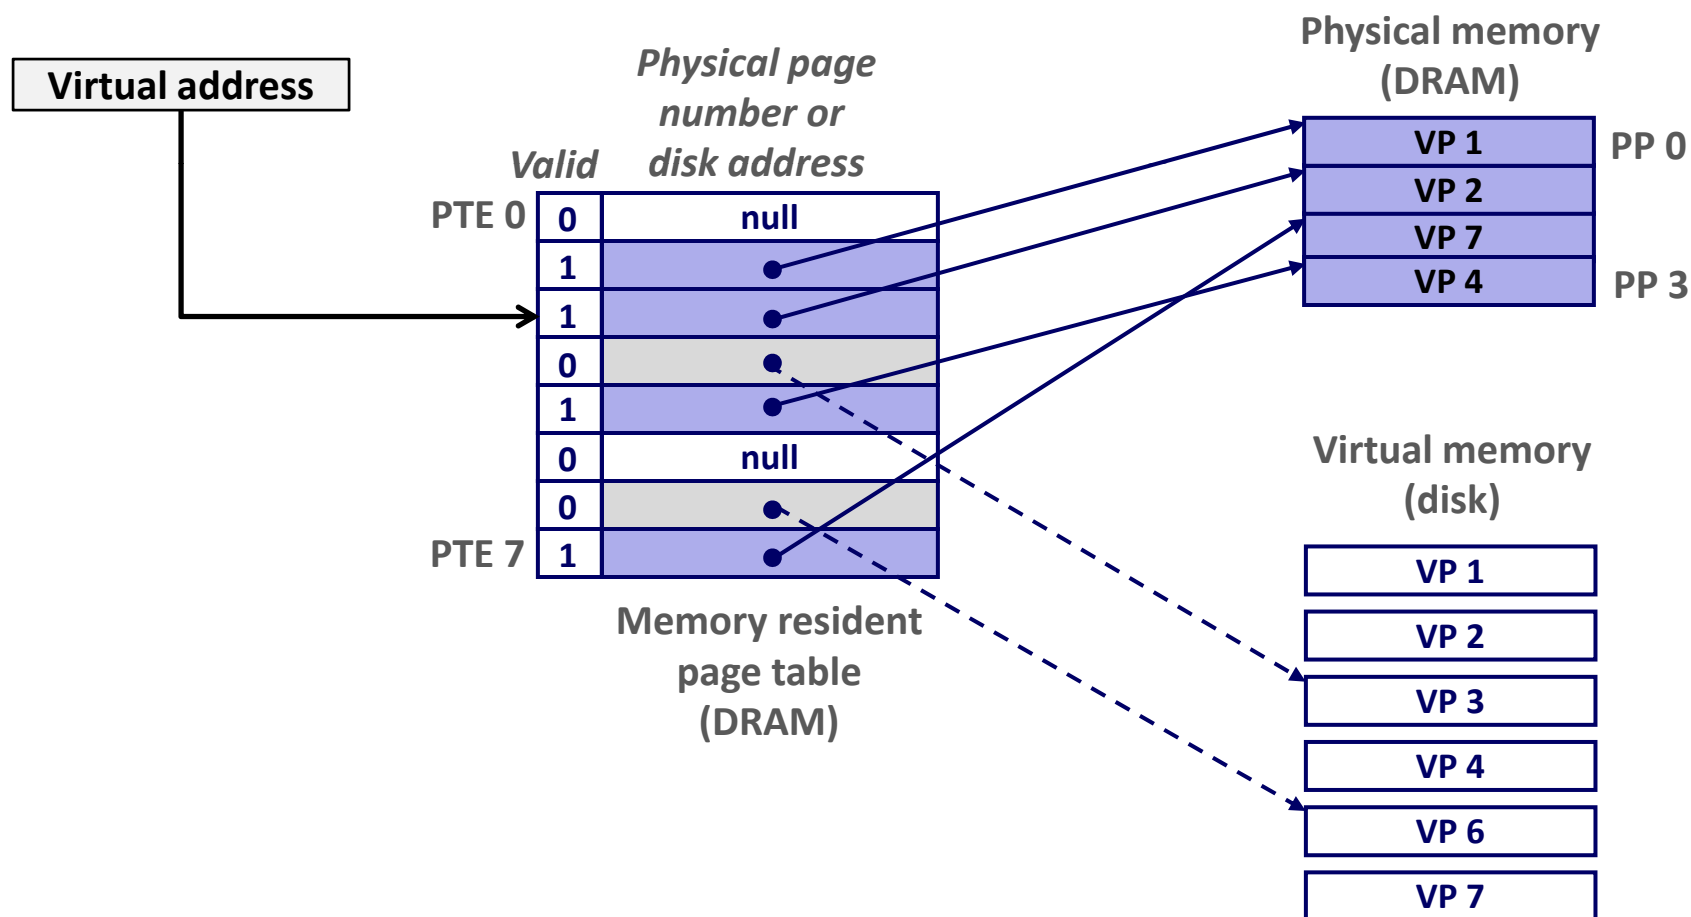 Virtual address
Physical page
number or
disk address
Valid
PTE 0
0 null
1
1
0
1
0 null
0
PTE 7 1
Memory resident
page table
(DRAM)
Physical memory
(DRAM)
VP 1 PP 0
VP 2
VP 7
VP 4 PP 3
Virtual memory
(disk)
VP 1
VP 2
VP 3
VP 4
VP 6
VP 7